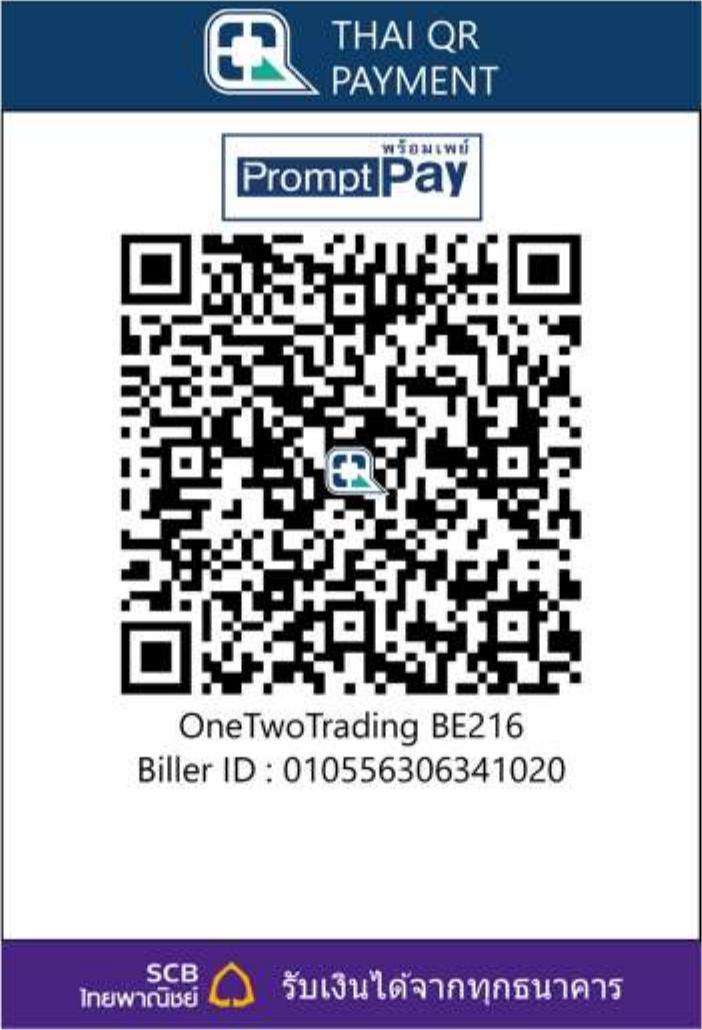 THAI QR
PAYMENT
พร้อมเพย์
PromptPay
OneTwoTrading BE216
Biller ID : 010556306341020
SCB
ไทยพาณิชย์
รับเงินได้จากทุกธนาคาร